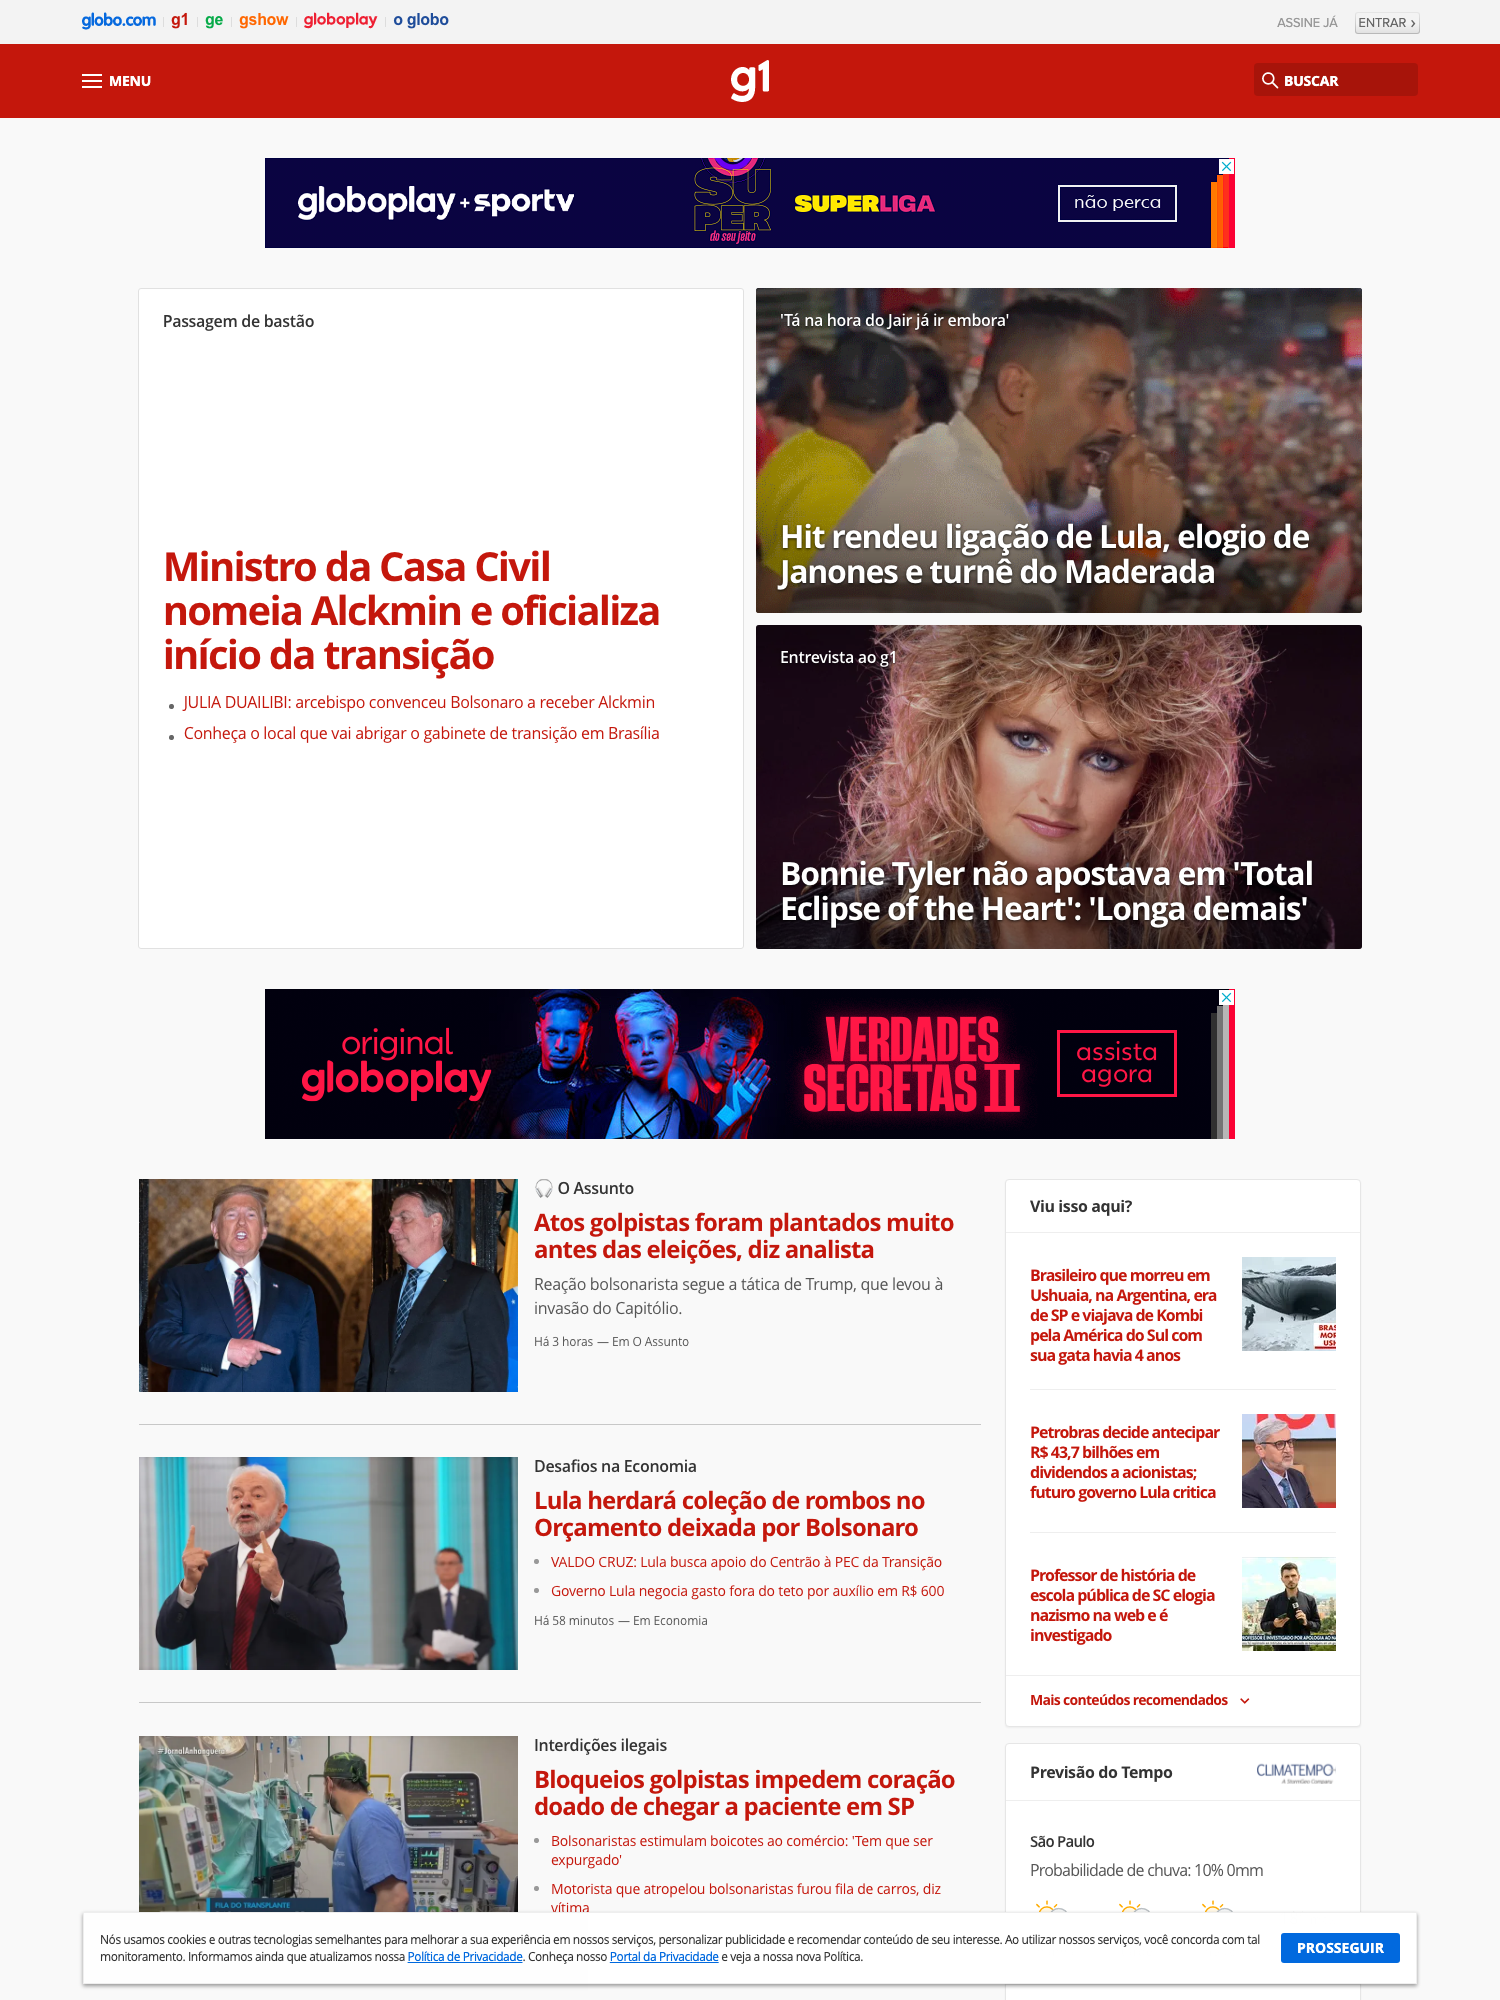 globo.com g1 ge gshow globoplay o globo
ASSINE JÁ ENTRAR ›
MENU
g1
BUSCAR
globoplay + sportv
SUPER
do seu jeito
SUPERLIGA
não perca
Passagem de bastão
Ministro da Casa Civil
nomeia Alckmin e oficializa
início da transição
JULIA DUAILIBI: arcebispo convenceu Bolsonaro a receber Alckmin
Conheça o local que vai abrigar o gabinete de transição em Brasília
'Tá na hora do Jair já ir embora'
Hit rendeu ligação de Lula, elogio de
Janones e turnê do Maderada
Entrevista ao g1
Bonnie Tyler não apostava em 'Total
Eclipse of the Heart': 'Longa demais'
original
globoplay
VERDADES
SECRETAS II
assista
agora
O Assunto
Atos golpistas foram plantados muito
antes das eleições, diz analista
Reação bolsonarista segue a tática de Trump, que levou à
invasão do Capitólio.
Há 3 horas — Em O Assunto
Desafios na Economia
Lula herdará coleção de rombos no
Orçamento deixada por Bolsonaro
VALDO CRUZ: Lula busca apoio do Centrão à PEC da Transição
Governo Lula negocia gasto fora do teto por auxílio em R$ 600
Há 58 minutos — Em Economia
#JornalAnhanguera
FILA DO TRANSPLANTE
Interdições ilegais
Bloqueios golpistas impedem coração
doado de chegar a paciente em SP
Bolsonaristas estimulam boicotes ao comércio: 'Tem que ser
expurgado'
Motorista que atropelou bolsonaristas furou fila de carros, diz
vítima
Viu isso aqui?
Brasileiro que morreu em
Ushuaia, na Argentina, era
de SP e viajava de Kombi
pela América do Sul com
sua gata havia 4 anos
Petrobras decide antecipar
R$ 43,7 bilhões em
dividendos a acionistas;
futuro governo Lula critica
Professor de história de
escola pública de SC elogia
nazismo na web e é
investigado
Mais conteúdos recomendados
Previsão do Tempo
CLIMATEMPO
A StormGeo Company
São Paulo
Probabilidade de chuva: 10% 0mm
Nós usamos cookies e outras tecnologias semelhantes para melhorar a sua experiência em nossos serviços, personalizar publicidade e recomendar conteúdo de seu interesse. Ao utilizar nossos serviços, você concorda com tal
monitoramento. Informamos ainda que atualizamos nossa Política de Privacidade. Conheça nosso Portal da Privacidade e veja a nossa nova Política.
PROSSEGUIR